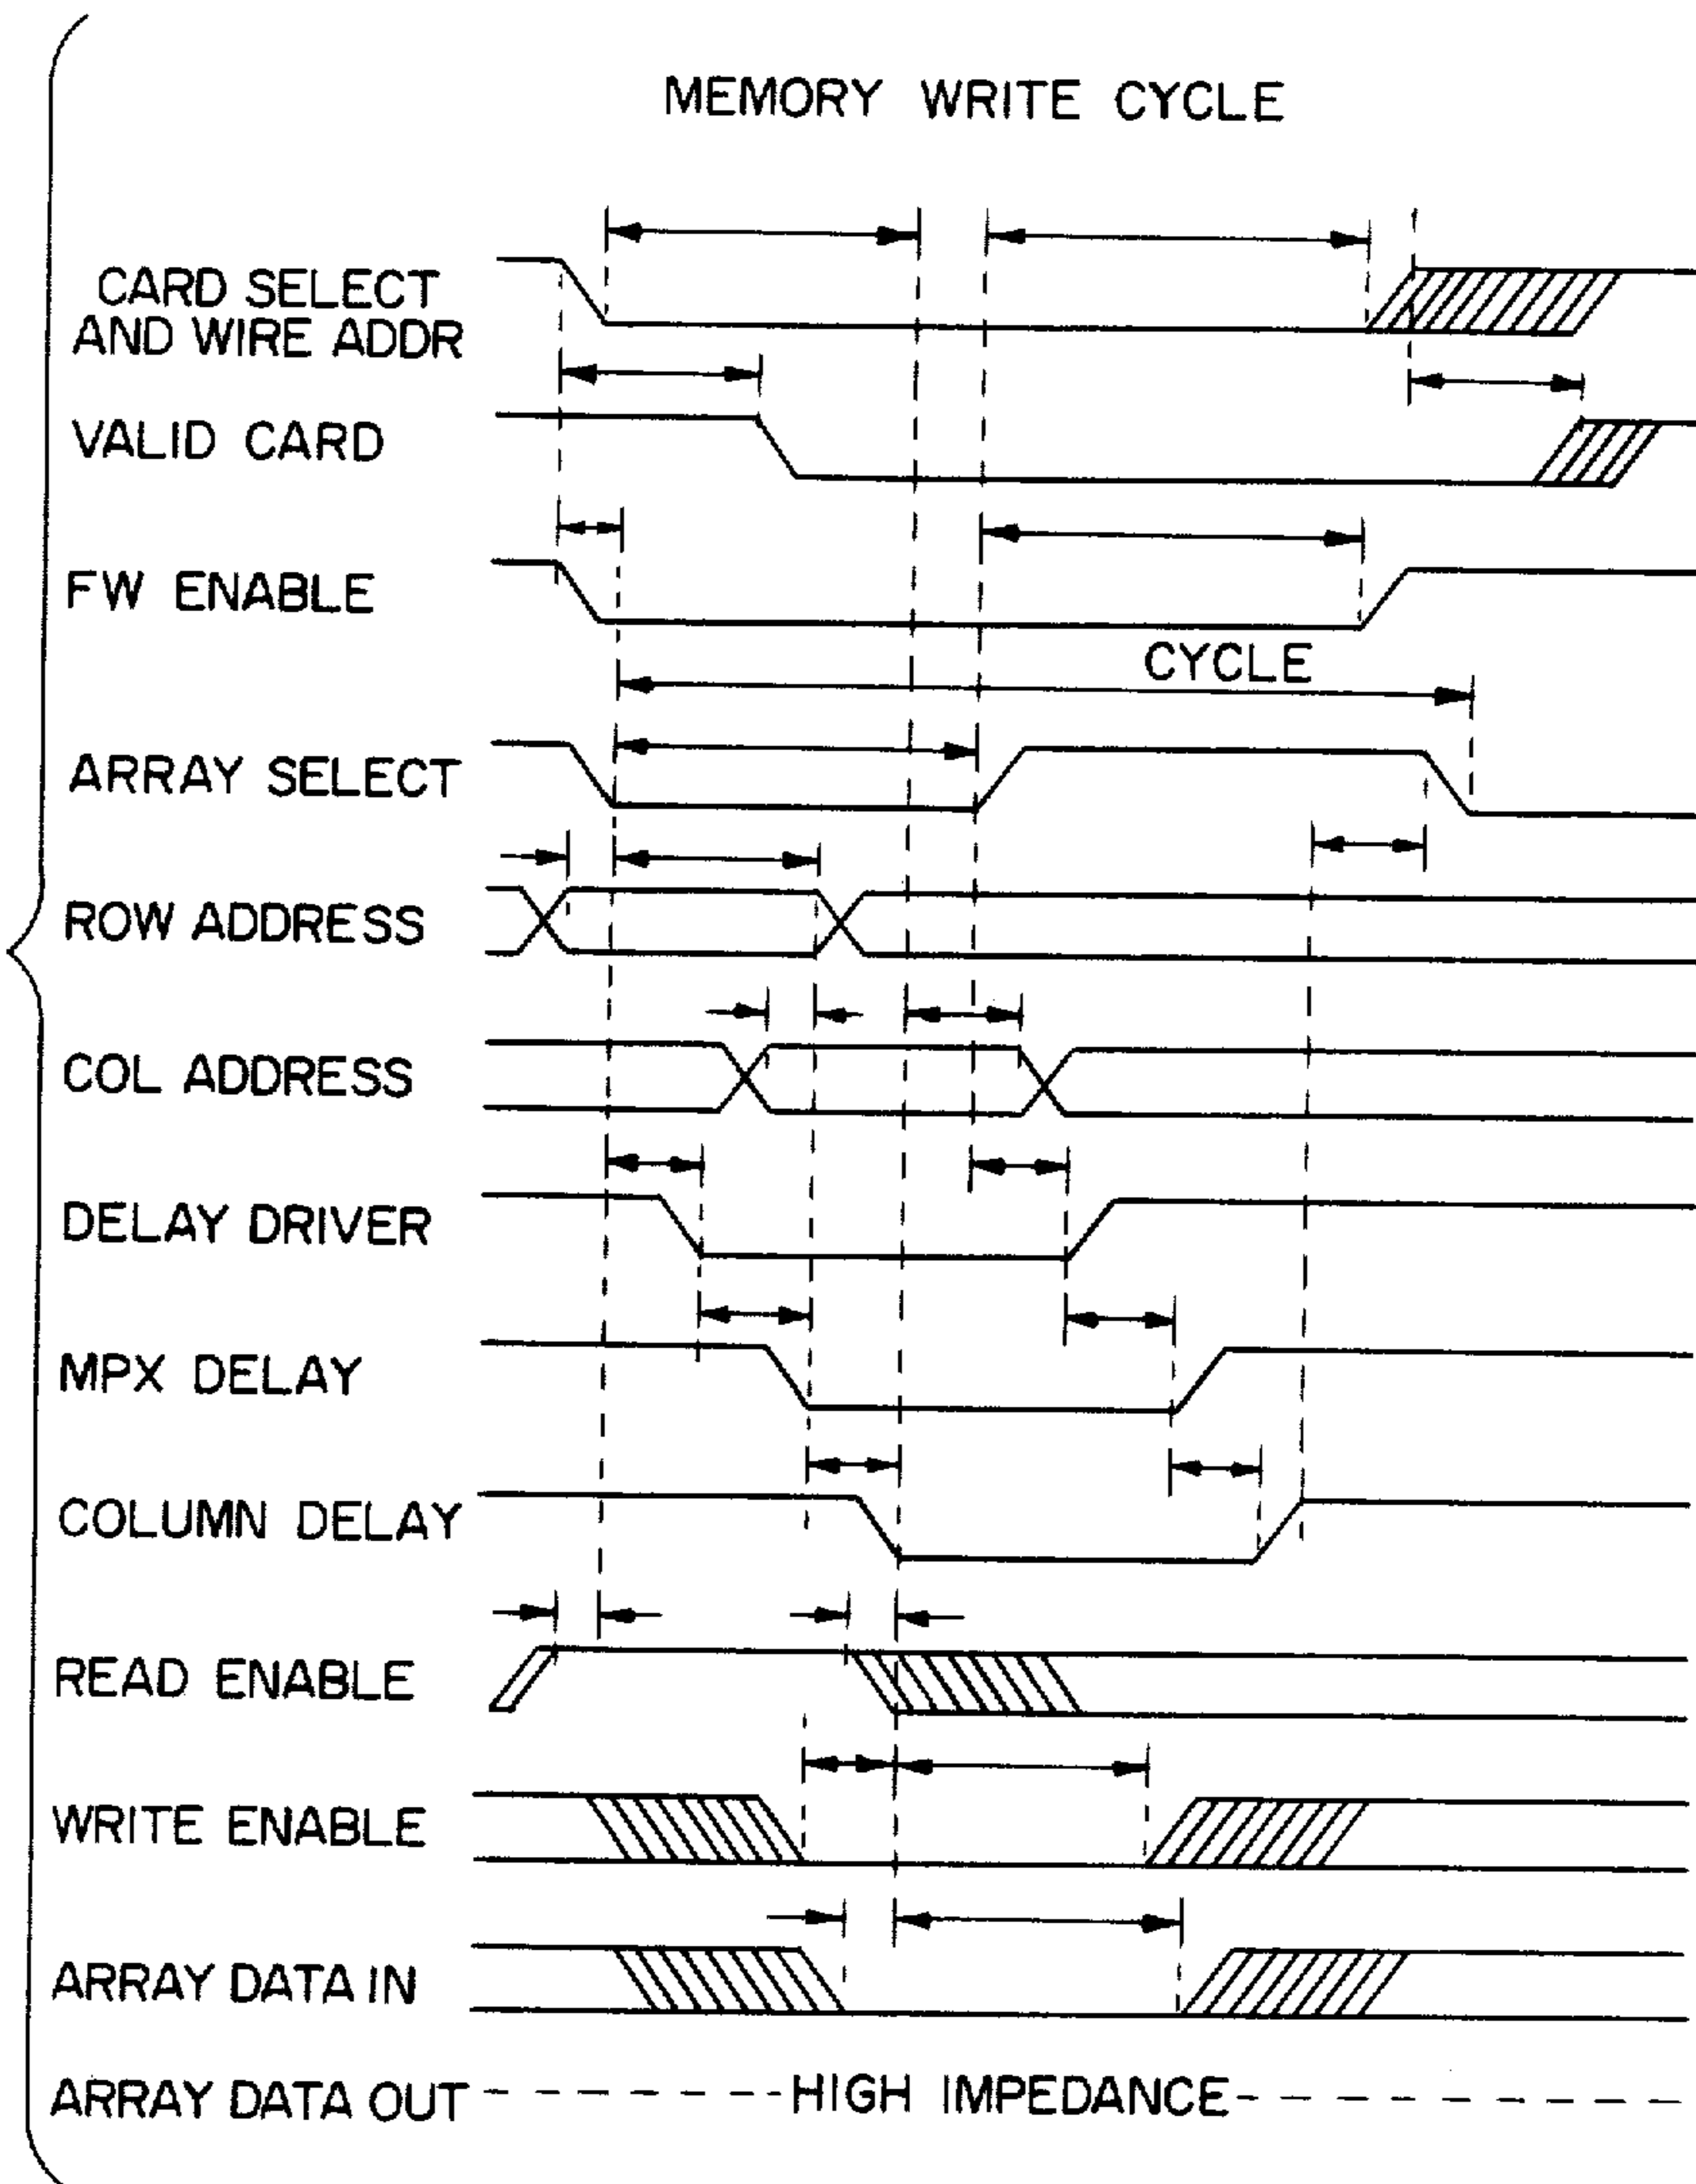 MEMORY WRITE CYCLE
CARD SELECT
AND WIRE ADDR
VALID CARD
FW ENABLE
CYCLE
ARRAY SELECT
ROW ADDRESS
COL ADDRESS
DELAY DRIVER
MPX DELAY
COLUMN DELAY
READ ENABLE
WRITE ENABLE
ARRAY DATA IN
ARRAY DATA OUT HIGH IMPEDANCE